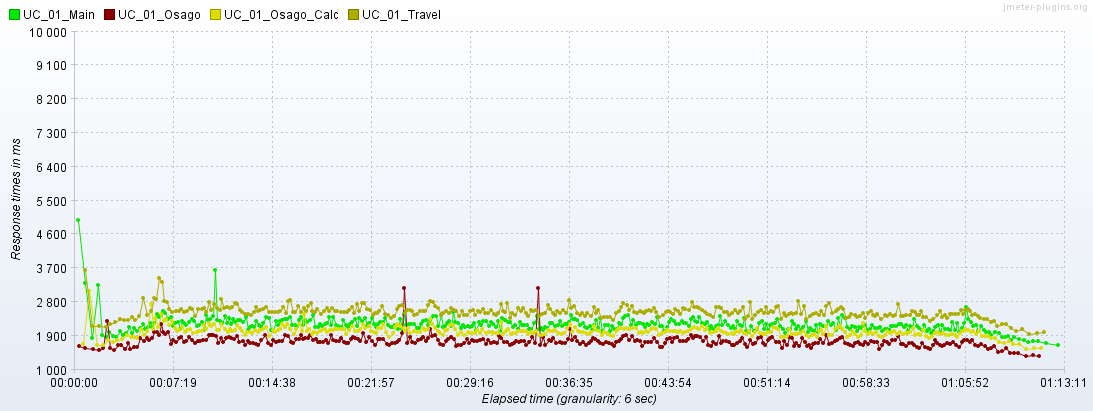 UC_01_Main UC_01_Osago UC_01_Osago_Calc UC_01_Travel
jmeter-plugins.org
10 000
9 100
8 200
7 300
6 400
5 500
4 600
3 700
2 800
1 900
1 000
Response times in ms
00:00:00 00:07:19 00:14:38 00:21:57 00:29:16 00:36:35 00:43:54 00:51:14 00:58:33 01:05:52 01:13:11
Elapsed time (granularity: 6 sec)